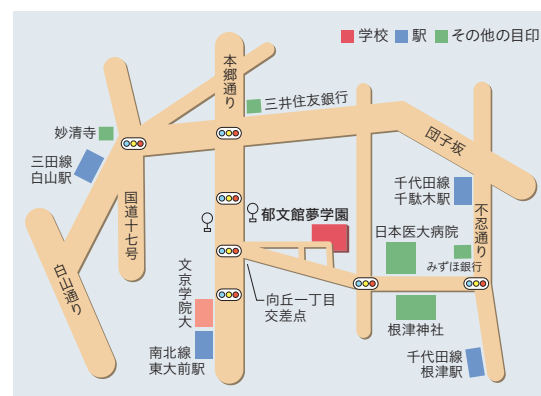 学校 駅 その他の目印
本郷通り
三井住友銀行
妙清寺
団子坂
三田線
白山駅
千代田線
千駄木駅
国道十七号
不忍通り
郁文館夢学園
日本医大病院
みずほ銀行
白山通り
文京学院大
向丘一丁目
交差点
根津神社
南北線
東大前駅
千代田線
根津駅